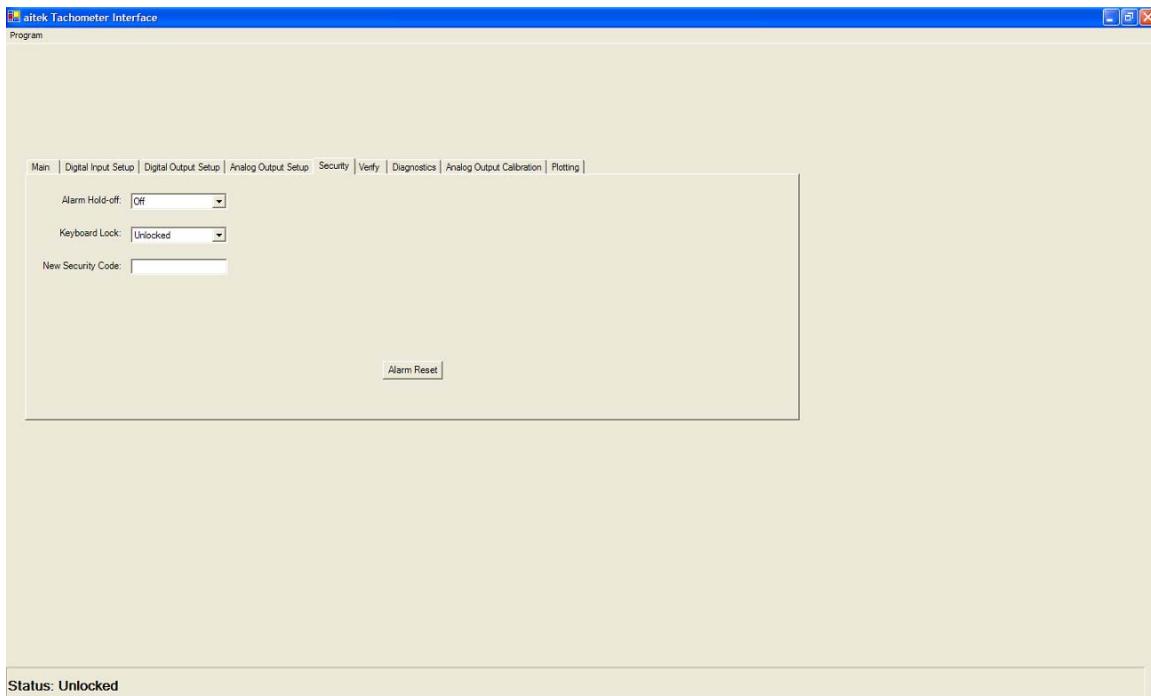 aitek Tachometer Interface
Program
Main Digital Input Setup Digital Output Setup Analog Output Setup Security Verify Diagnostics Analog Output Calibration Plotting
Alarm Hold-off: Off
Keyboard Lock: Unlocked
New Security Code:
Alarm Reset
Status: Unlocked